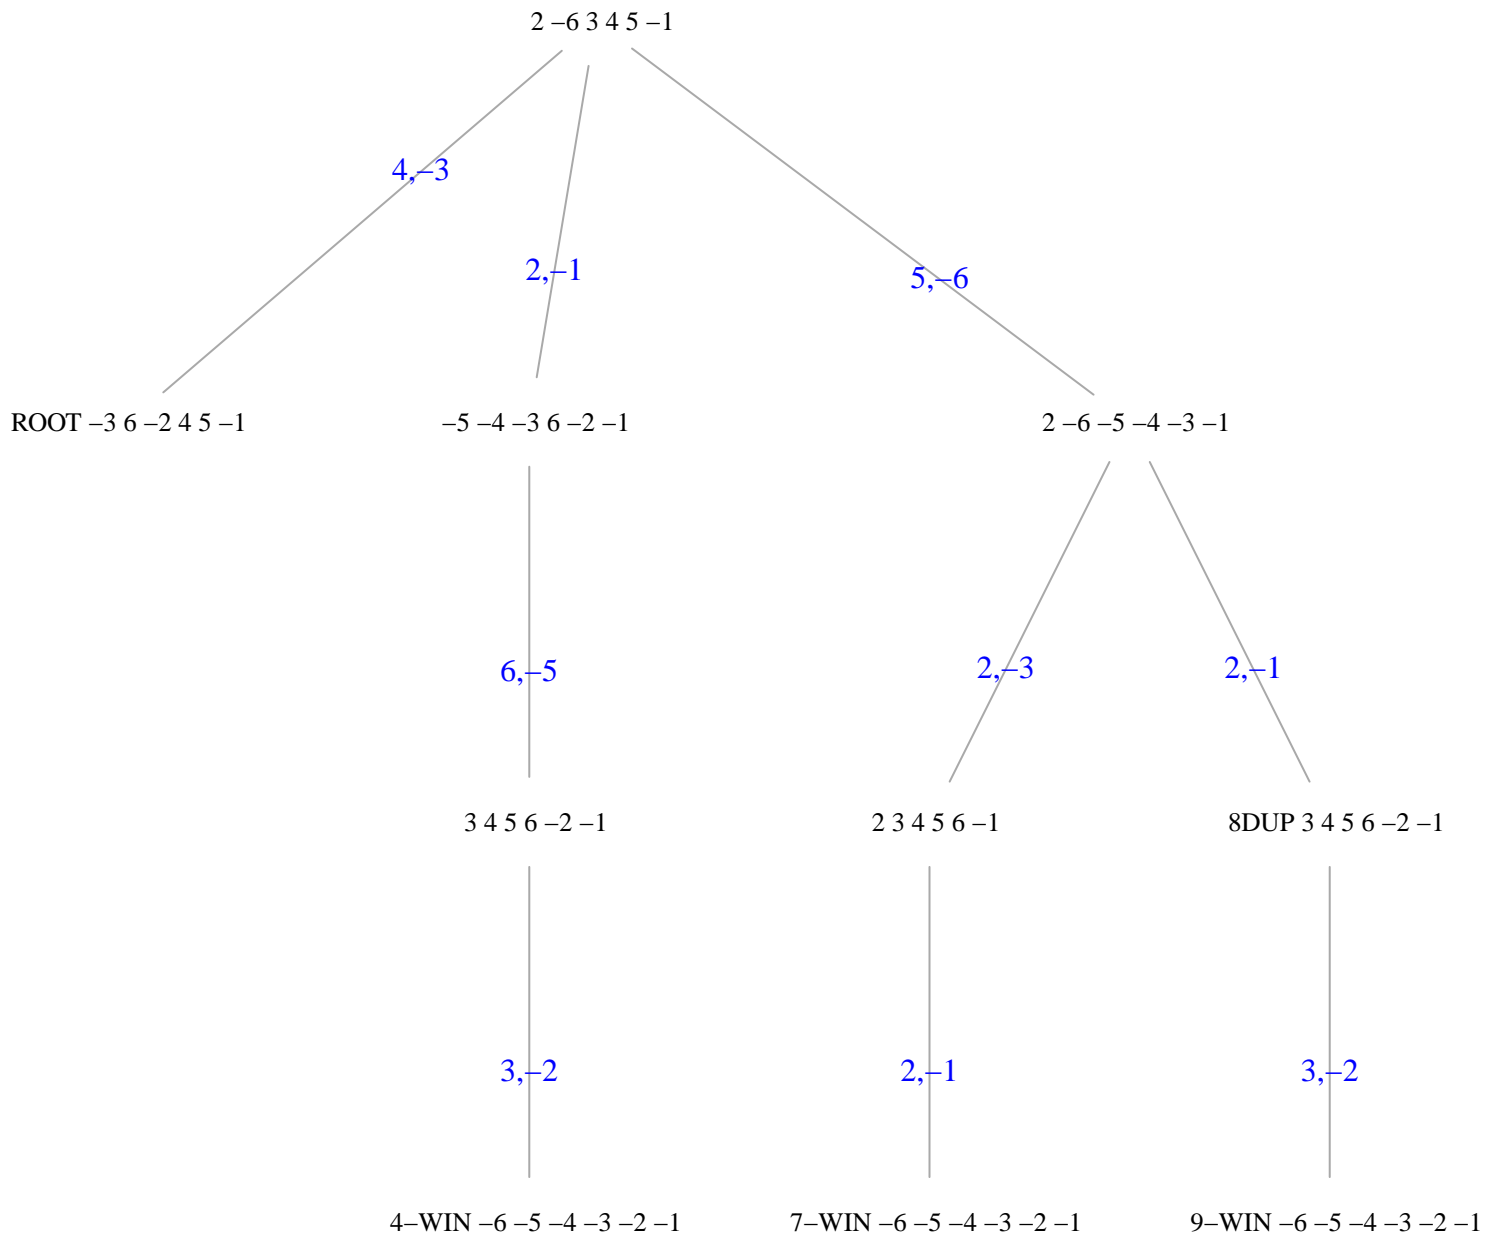 2 –6 3 4 5 –1
4,–3
2,–1
5,–6
ROOT –3 6 –2 4 5 –1
–5 –4 –3 6 –2 –1
2 –6 –5 –4 –3 –1
6,–5
2,–3
2,–1
3 4 5 6 –2 –1
2 3 4 5 6 –1
8DUP 3 4 5 6 –2 –1
3,–2
2,–1
3,–2
4–WIN –6 –5 –4 –3 –2 –1
7–WIN –6 –5 –4 –3 –2 –1
9–WIN –6 –5 –4 –3 –2 –1